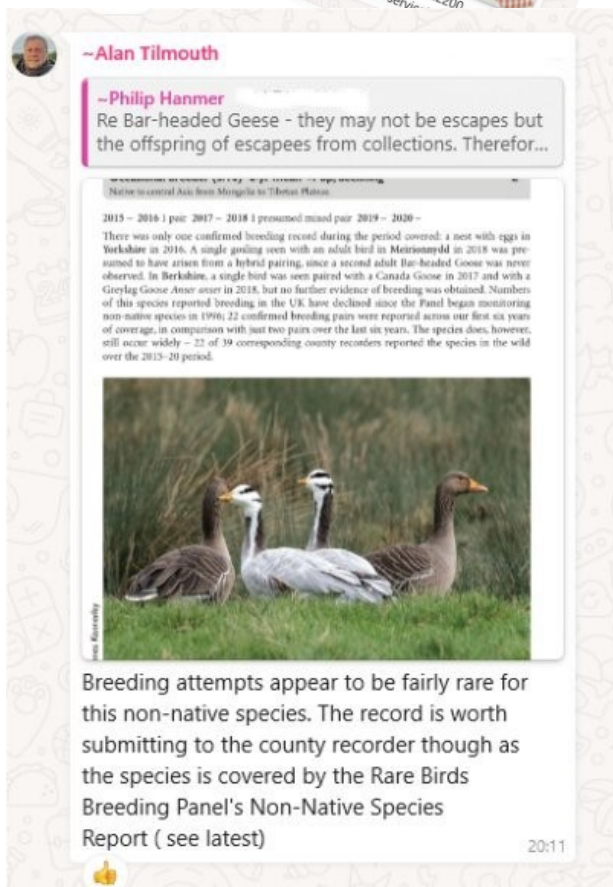 ~Alan Tilmouth
~Philip Hanmer
Re Bar-headed Geese - they may not be escapes but
the offspring of escapees from collections. Therefor...
Native to central Asia from Mongolia to Tibetan Plateau
2015 – 2016 1 pair 2017 – 2018 1 presumed mixed pair 2019 – 2020 –
There was only one confirmed breeding record during the period covered: a nest with eggs in
Yorkshire in 2016. A single gosling seen with an adult bird in Meirionnydd in 2018 was pre-
sumed to have arisen from a hybrid pairing, since a second adult Bar-headed Goose was never
observed. In Berkshire, a single bird was seen paired with a Canada Goose in 2017 and with a
Greylag Goose Anser anser in 2018, but no further evidence of breeding was obtained. Numbers
of this species reported breeding in the UK have declined since the Panel began monitoring
non-native species in 1996; 22 confirmed breeding pairs were reported across our first six years
of coverage, in comparison with just two pairs over the last six years. The species does, however,
still occur widely – 22 of 39 corresponding county recorders reported the species in the wild
over the 2015–20 period.
Breeding attempts appear to be fairly rare for
this non-native species. The record is worth
submitting to the county recorder though as
the species is covered by the Rare Birds
Breeding Panel's Non-Native Species
Report ( see latest)
20:11